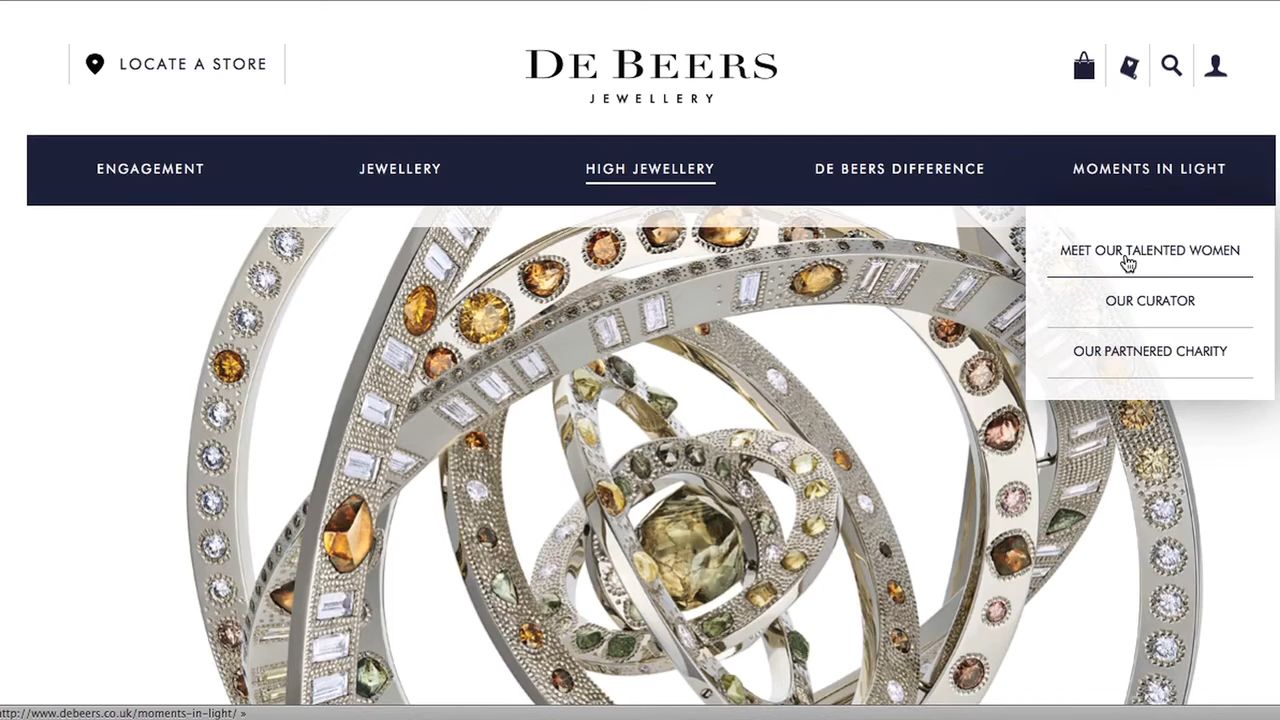 LOCATE A STORE
DE BEERS
JEWELLERY
ENGAGEMENT
JEWELLERY
HIGH JEWELLERY
DE BEERS DIFFERENCE
MOMENTS IN LIGHT
MEET OUR TALENTED WOMEN
OUR CURATOR
OUR PARTNERED CHARITY
http://www.debeers.co.uk/moments-in-light/ »